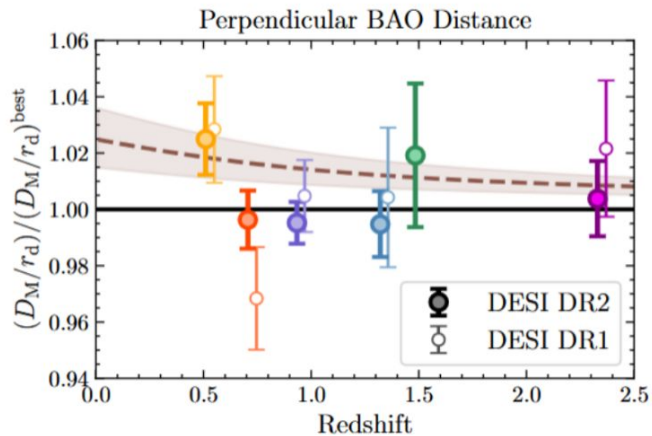 Perpendicular BAO Distance
(D_M/r_d)/(D_M/r_d)^best
1.06
1.04
1.02
1.00
0.98
0.96
0.94
DESI DR2
DESI DR1
0.0 0.5 1.0 1.5 2.0 2.5
Redshift